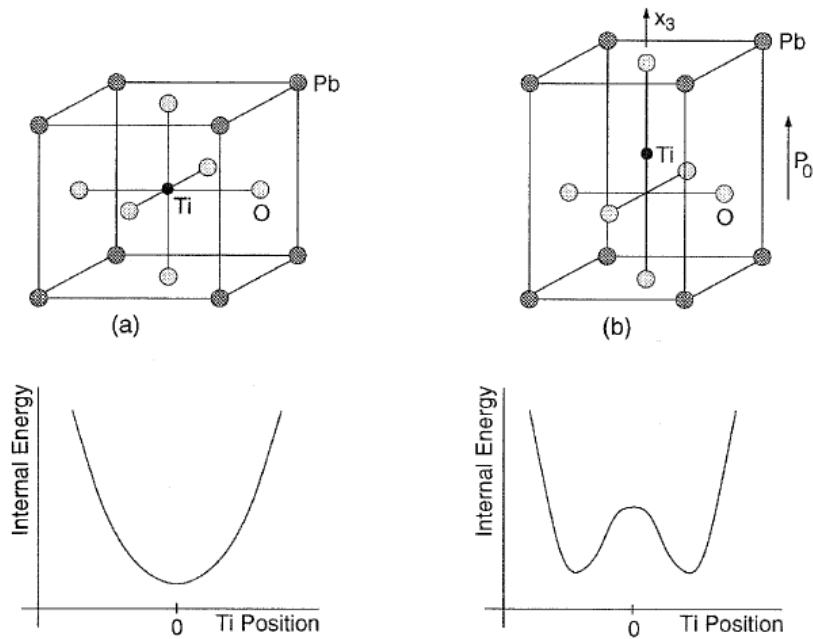 Pb
Ti
O
(a)
x₃
Pb
Ti
P₀
O
(b)
Internal Energy
0
Ti Position
Internal Energy
0
Ti Position